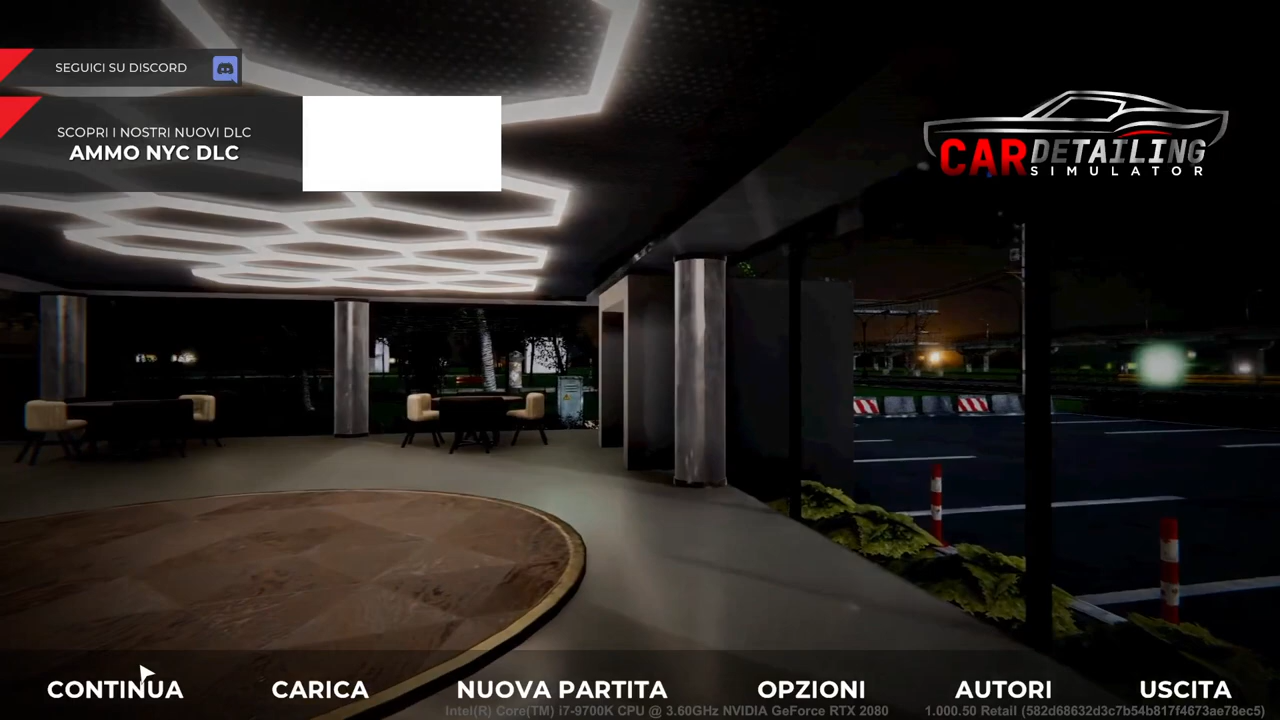 SEGUICI SU DISCORD
SCOPRI I NOSTRI NUOVI DLC
AMMO NYC DLC
CAR DETAILING
SIMULATOR
CONTINUA
CARICA
NUOVA PARTITA
OPZIONI
AUTORI
USCITA
Intel(R) Core(TM) i7-9700K CPU @ 3.60GHz NVIDIA GeForce RTX 2080
1.000.50 Retail (582d68632d3c7b54b817f4673ae78ec5)